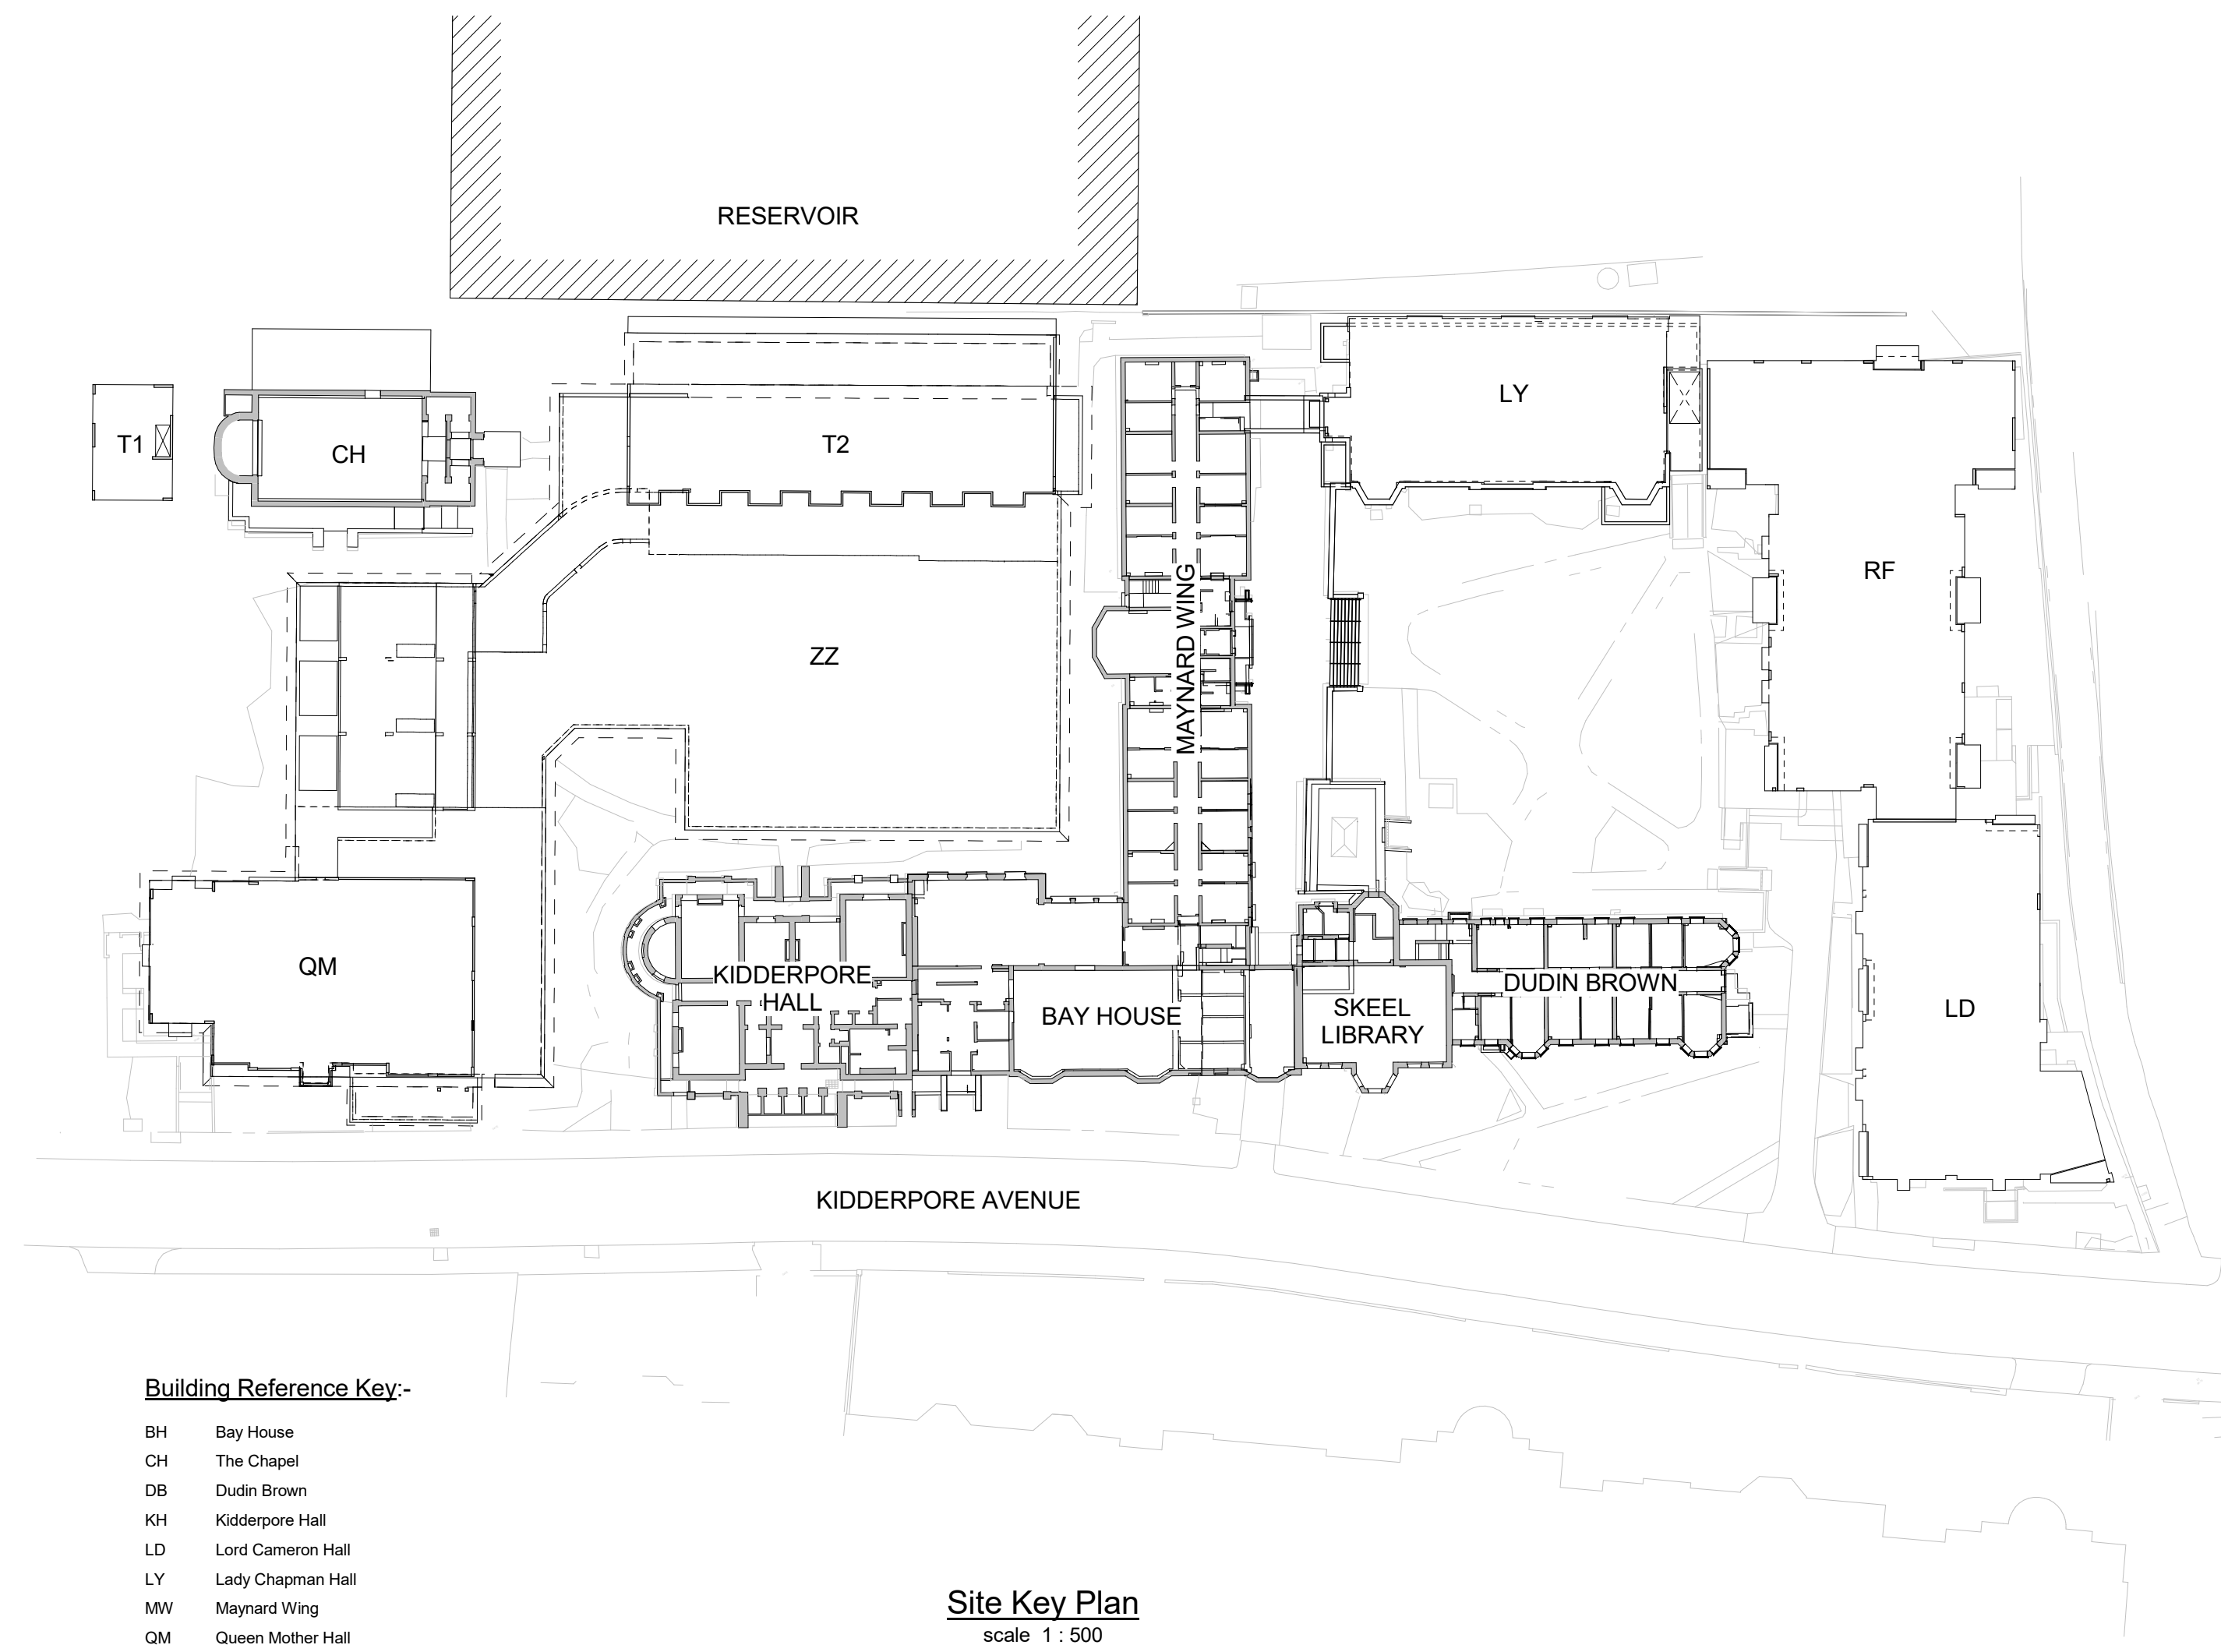 RESERVOIR
LY
T1
CH
T2
RF
MAYNARD WING
ZZ
QM
KIDDERPORE
HALL
BAY HOUSE
SKEEL
LIBRARY
DUDIN BROWN
LD
KIDDERPORE AVENUE
Building Reference Key:-
BH Bay House
CH The Chapel
DB Dudin Brown
KH Kidderpore Hall
LD Lord Cameron Hall
LY Lady Chapman Hall
MW Maynard Wing
QM Queen Mother Hall
Site Key Plan
scale 1 : 500